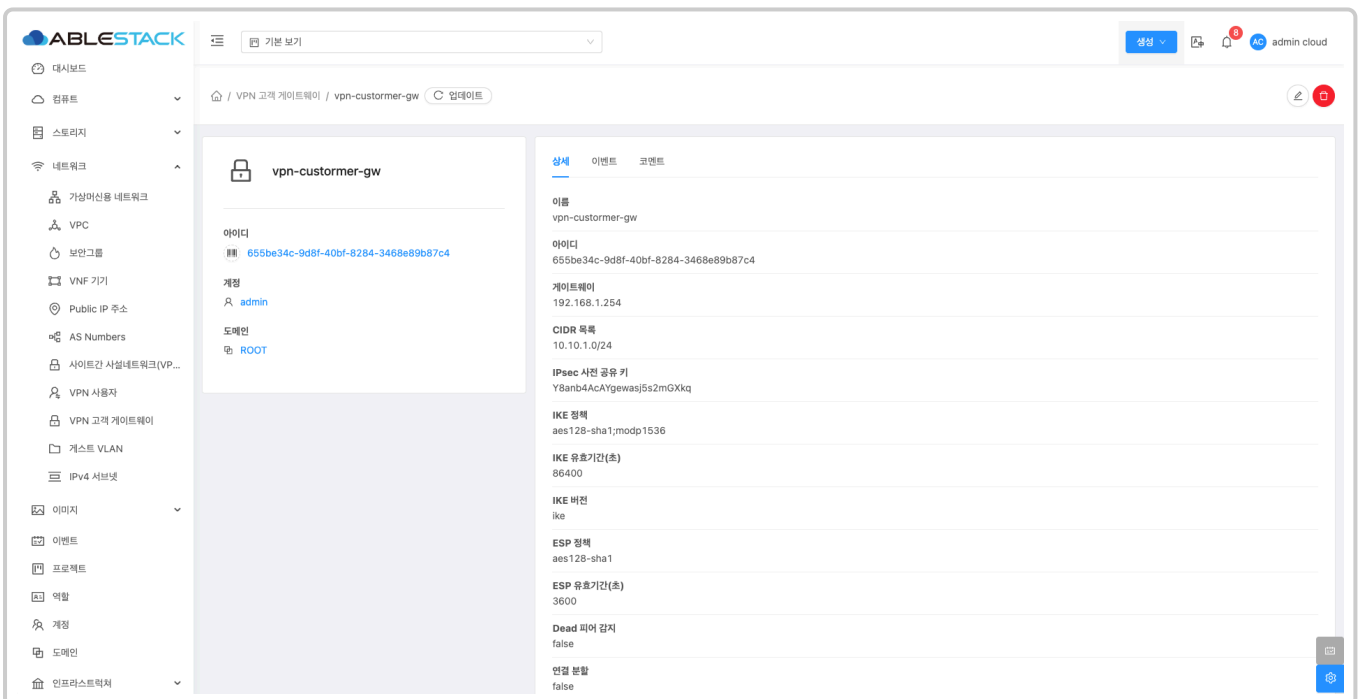 ABLESTACK
기본 보기
생성
8
AC
admin cloud
대시보드
컴퓨트
스토리지
네트워크
가상머신용 네트워크
VPC
보안그룹
VNF 기기
Public IP 주소
AS Numbers
사이트간 사설네트워크(VP...
VPN 사용자
VPN 고객 게이트웨이
게스트 VLAN
IPv4 서브넷
이미지
이벤트
프로젝트
역할
계정
도메인
인프라스트럭쳐
/ VPN 고객 게이트웨이 / vpn-custormer-gw
업데이트
vpn-custormer-gw
아이디
655be34c-9d8f-40bf-8284-3468e89b87c4
계정
admin
도메인
ROOT
상세 이벤트 코멘트
이름
vpn-custormer-gw
아이디
655be34c-9d8f-40bf-8284-3468e89b87c4
게이트웨이
192.168.1.254
CIDR 목록
10.10.1.0/24
IPsec 사전 공유 키
Y8anb4AcAYgewasj5s2mGXkq
IKE 정책
aes128-sha1;modp1536
IKE 유효기간(초)
86400
IKE 버전
ike
ESP 정책
aes128-sha1
ESP 유효기간(초)
3600
Dead 피어 감지
false
연결 분할
false